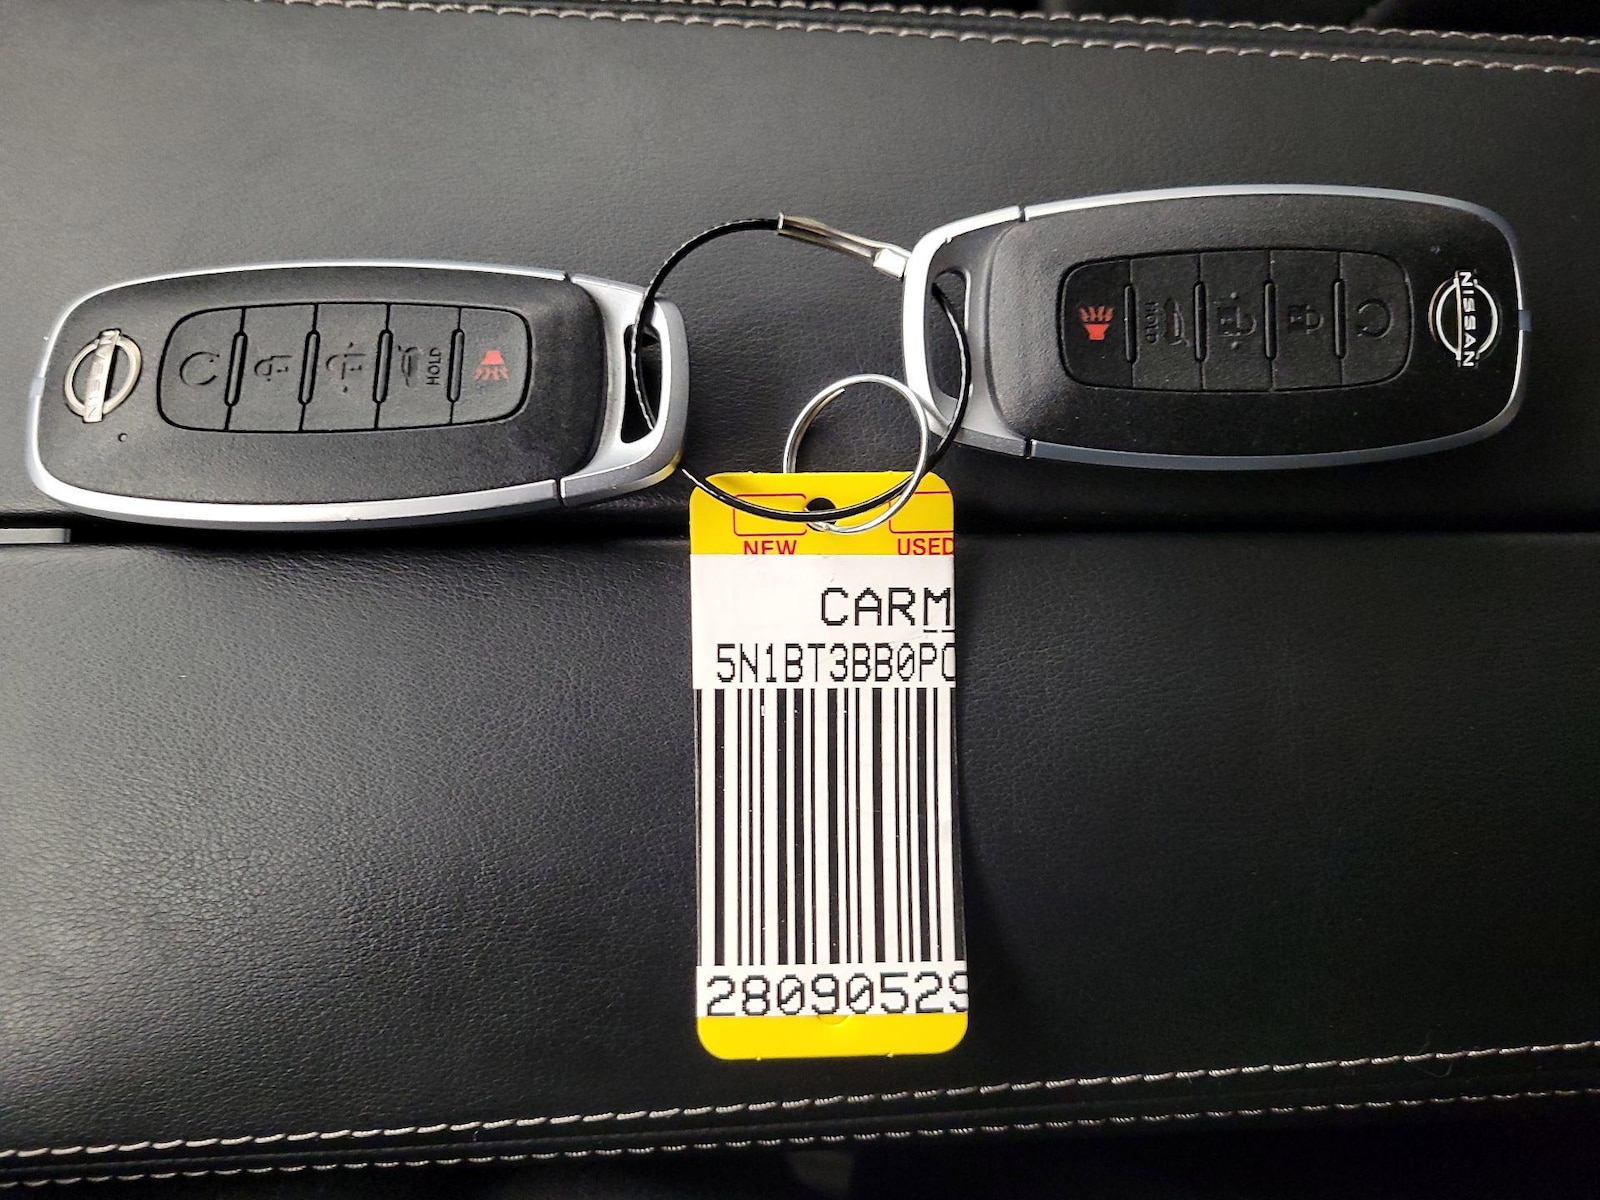 NISSAN
HOLD
HOLD
NISSAN
NEW USED
CARM
5N1BT3BB0PC
28090529